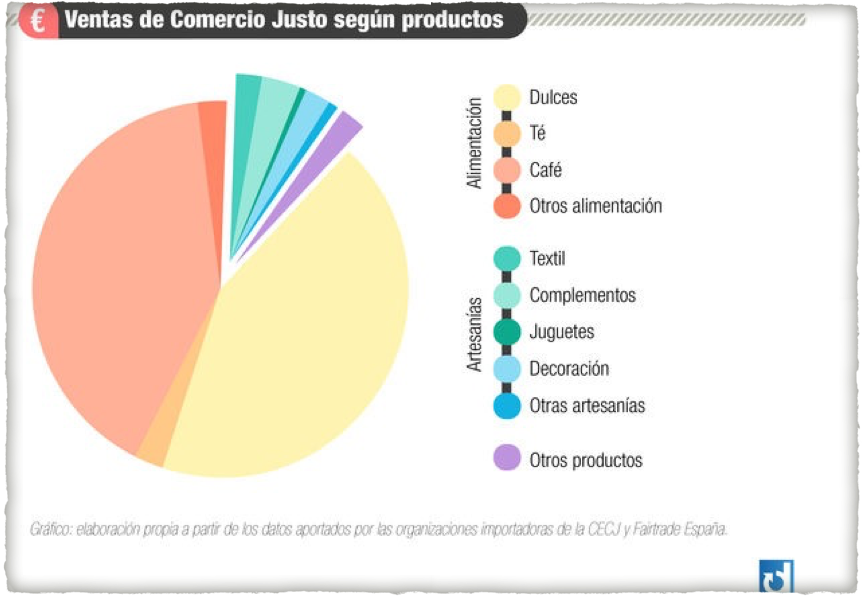 € Ventas de Comercio Justo según productos
Alimentación
Dulces
Té
Café
Otros alimentación
Artesanías
Textil
Complementos
Juguetes
Decoración
Otras artesanías
Otros productos
Gráfico: elaboración propia a partir de los datos aportados por las organizaciones importadoras de la CECJ y Fairtrade España.